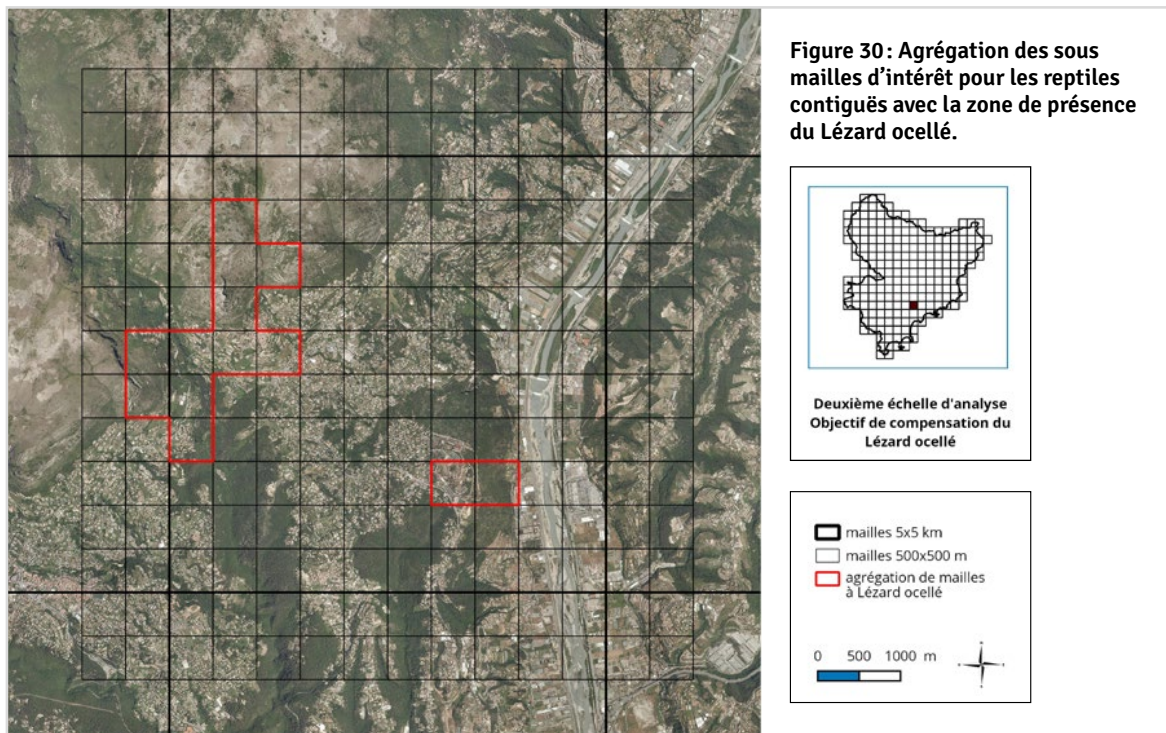 Figure 30 : Agrégation des sous
mailles d’intérêt pour les reptiles
contiguës avec la zone de présence
du Lézard ocellé.
Deuxième échelle d'analyse
Objectif de compensation du
Lézard ocellé
mailles 5x5 km
mailles 500x500 m
agrégation de mailles
à Lézard ocellé
0 500 1000 m